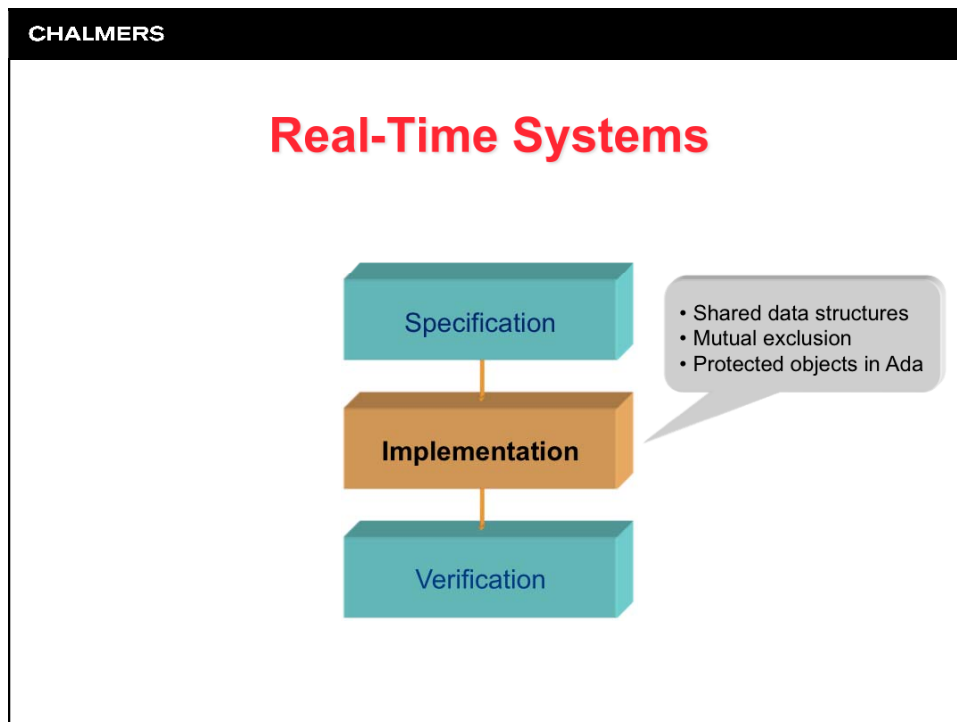 CHALMERS
Real-Time Systems
Specification
• Shared data structures
• Mutual exclusion
• Protected objects in Ada
Implementation
Verification